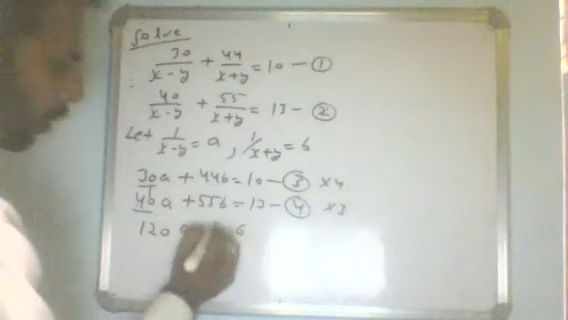 Solve
30/x-y + 44/x+y = 10 - ①
40/x-y + 55/x+y = 13 - ②
Let 1/x-y = a, 1/x+y = b
30a + 44b = 10 - ③ ×4
40a + 55b = 13 - ④ ×3
120